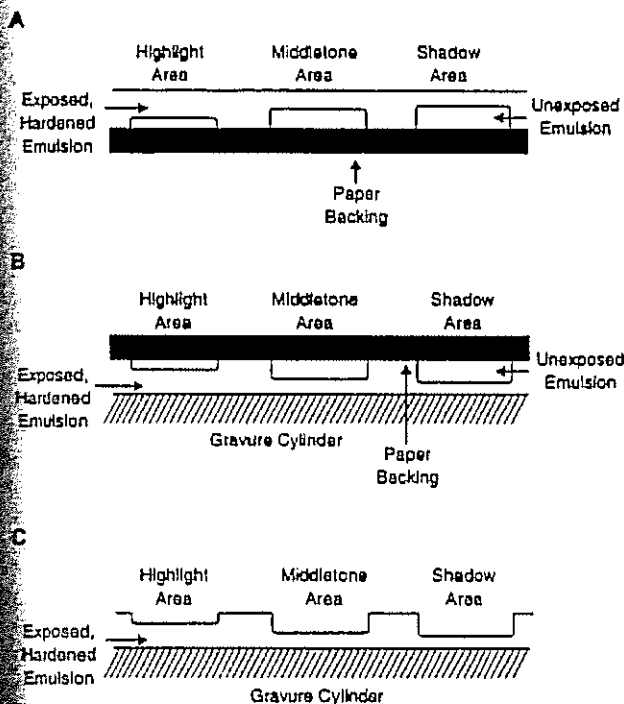 A
Highlight
Area
Middletone
Area
Shadow
Area
Exposed,
Hardened
Emulsion
Unexposed
Emulsion
Paper
Backing
B
Highlight
Area
Middletone
Area
Shadow
Area
Exposed,
Hardened
Emulsion
Unexposed
Emulsion
Gravure Cylinder
Paper
Backing
C
Highlight
Area
Middletone
Area
Shadow
Area
Exposed,
Hardened
Emulsion
Gravure Cylinder